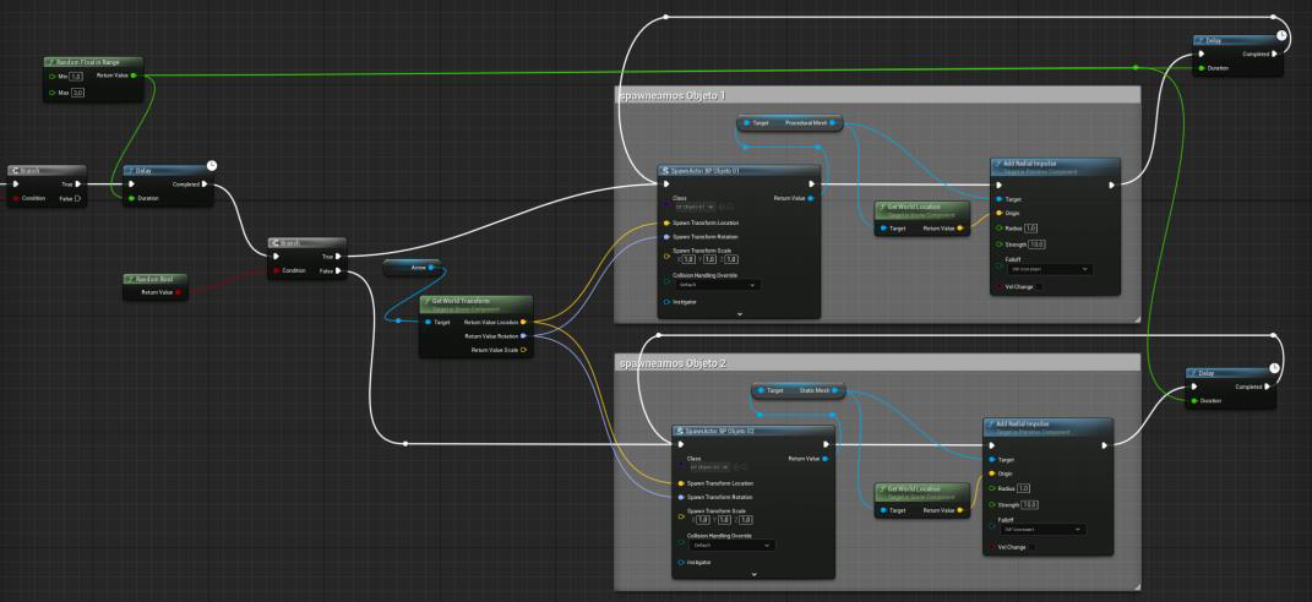 Random Float in Range
Min 1,0 Return Value
Max 3,0
Branch
True
Condition False
Delay
Completed
Duration
Branch
True
Condition False
Random Bool
Return Value
Arrow
Get World Transform
Target is Scene Component
Target Return Value Location
Return Value Rotation
Return Value Scale
Delay
Completed
Duration
spawneamos Objeto 1
Target Procedural Mesh
SpawnActor BP Objeto 01
Class
Return Value
Spawn Transform Location
Spawn Transform Rotation
Spawn Transform Scale
X 1,0 Y 1,0 Z 1,0
Collision Handling Override
Default
Instigator
Get World Location
Target is Scene Component
Target Return Value
Add Radial Impulse
Target is Primitive Component
Target
Origin
Radius 1,0
Strength 10,0
Falloff
Vel Change
spawneamos Objeto 2
Target Static Mesh
SpawnActor BP Objeto 02
Class Return Value
Spawn Transform Location
Spawn Transform Rotation
Spawn Transform Scale
X 1,0 Y 1,0 Z 1,0
Collision Handling Override
Default
Instigator
Get World Location
Target is Scene Component
Target Return Value
Add Radial Impulse
Target is Primitive Component
Target
Origin
Radius 1,0
Strength 10,0
Falloff
Vel Change
Delay
Completed
Duration